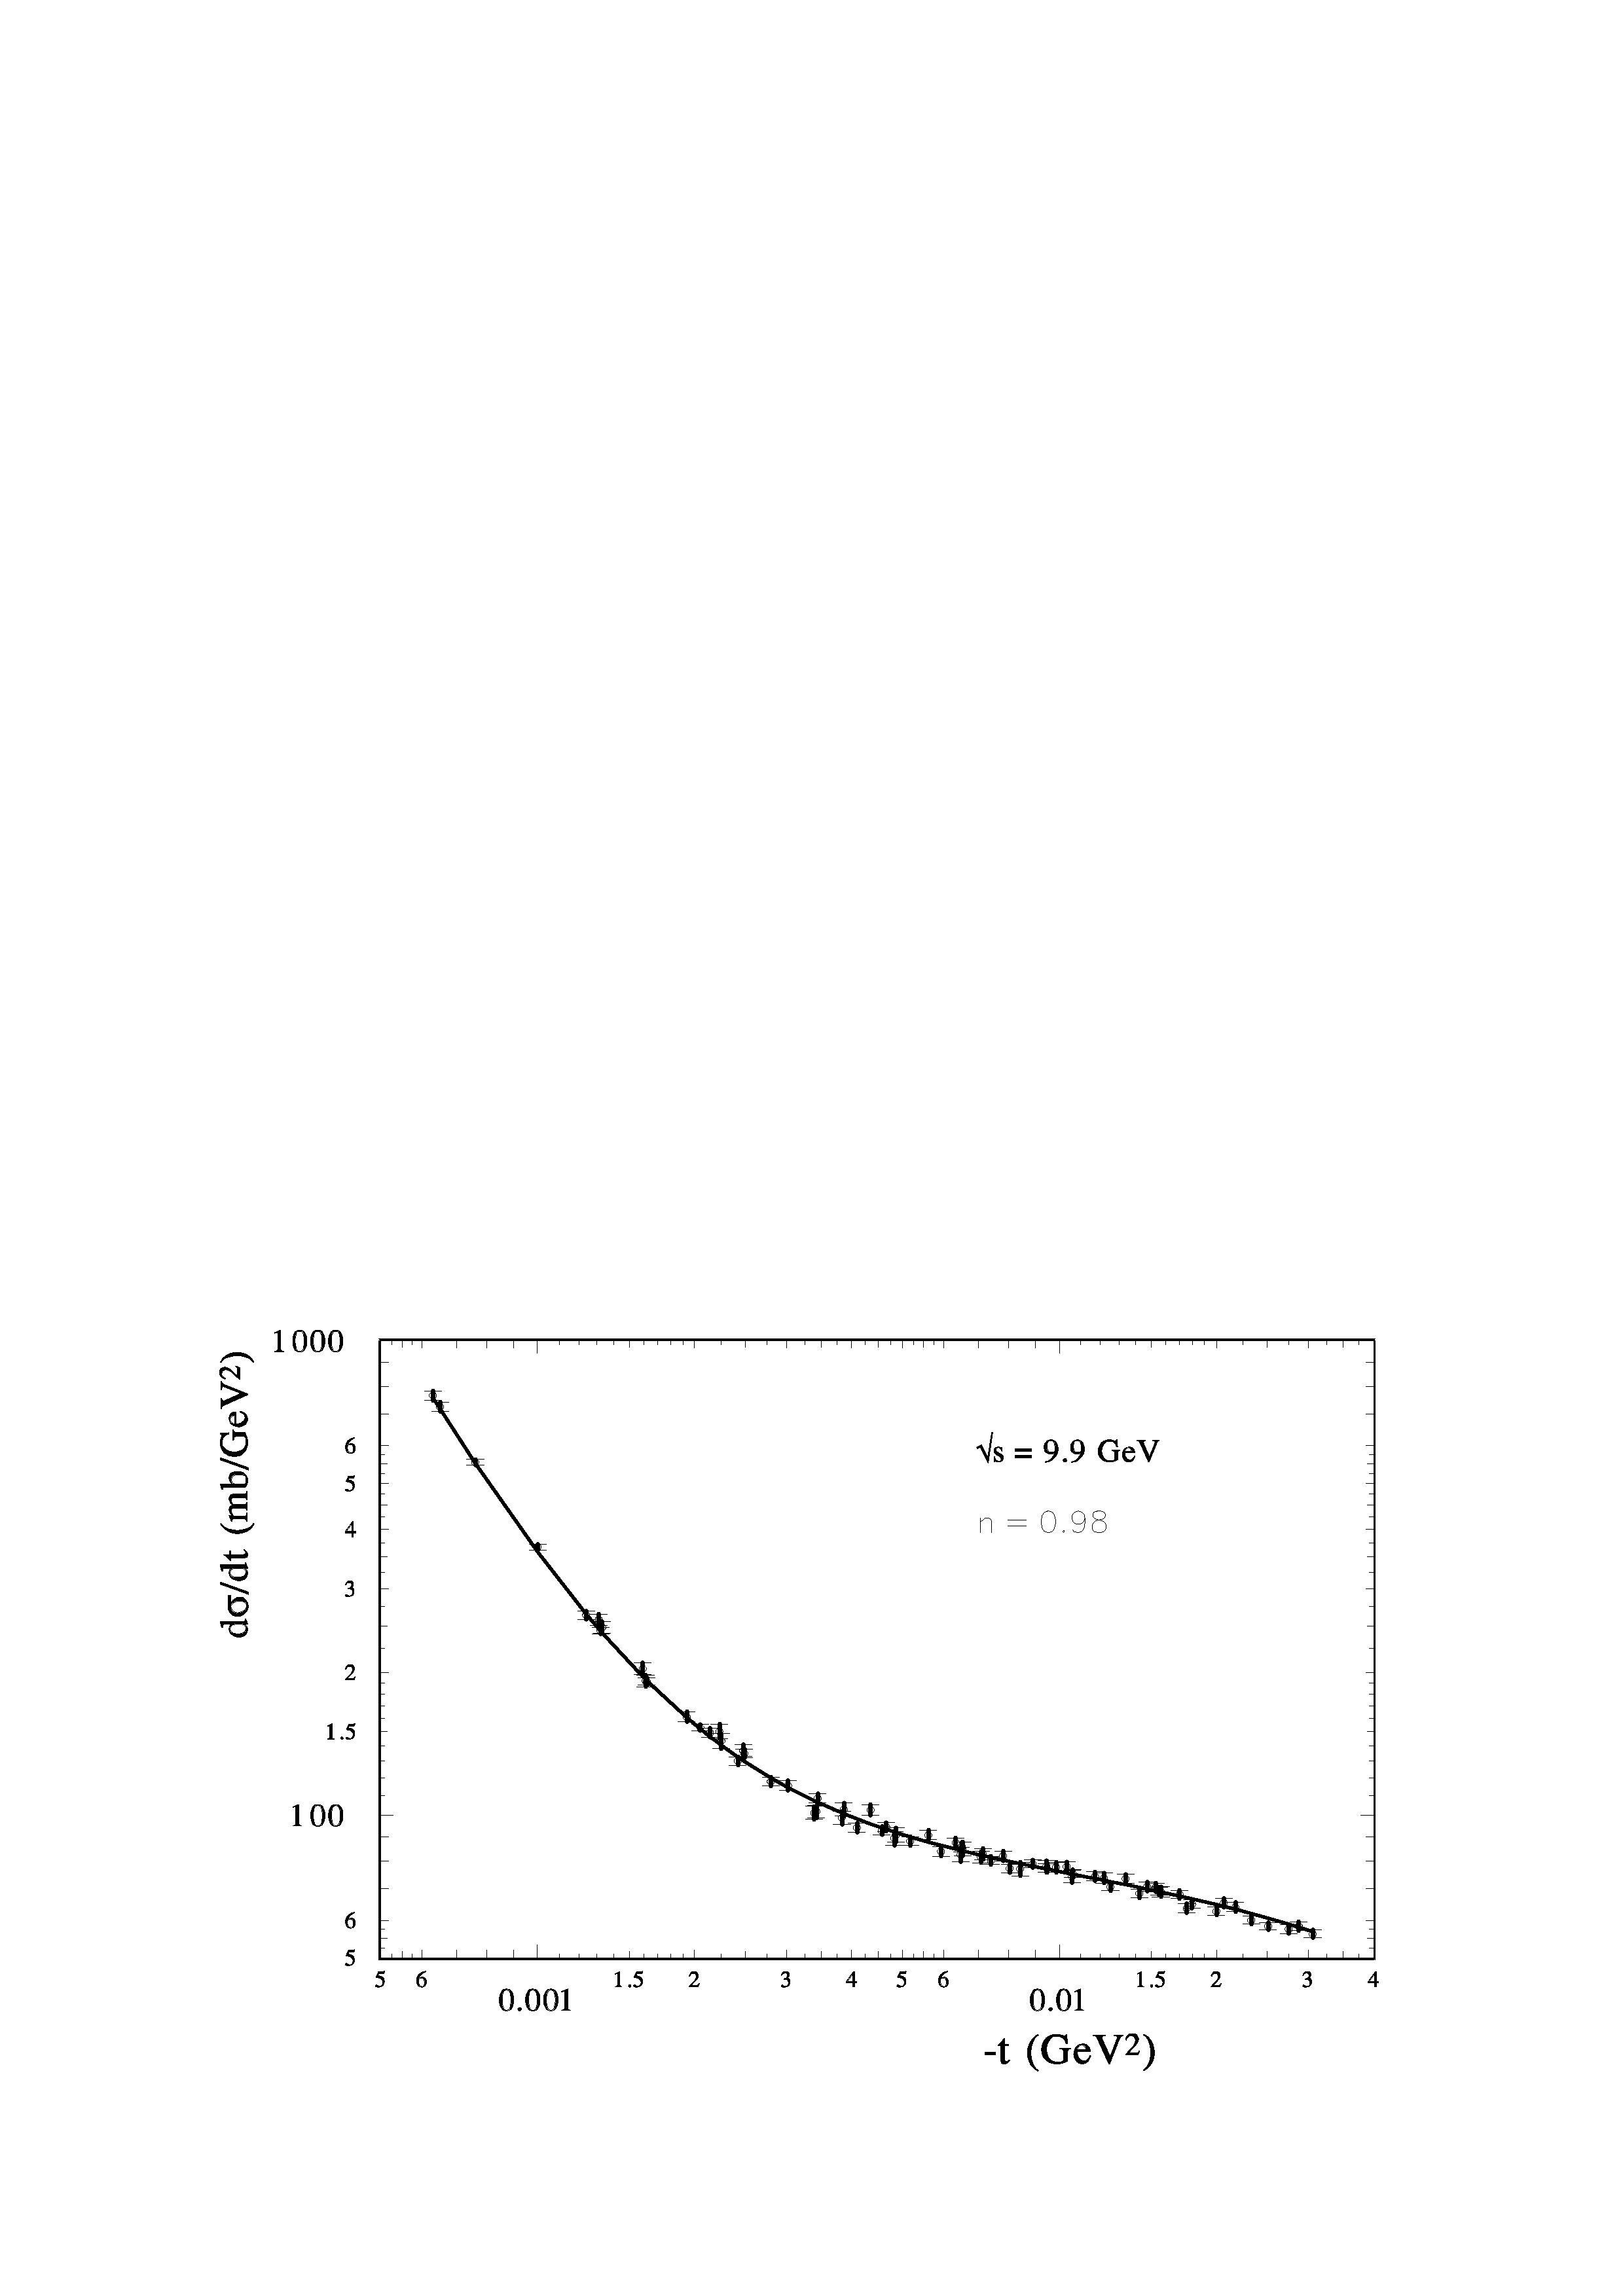 dσ/dt (mb/GeV²)
1000
6
5
4
3
2
1.5
100
6
5
√s = 9.9 GeV
n = 0.98
5 6 1.5 2 3 4 5 6 1.5 2 3 4
0.001 0.01
-t (GeV²)